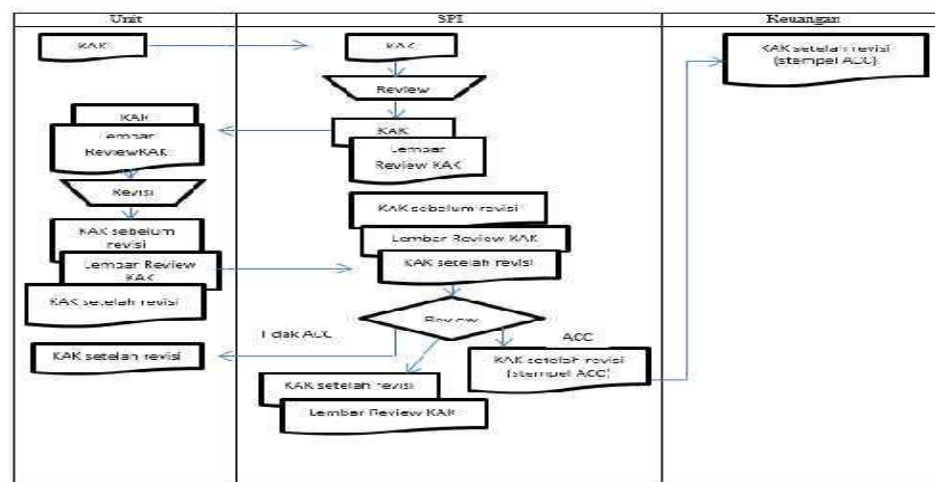 Unit
SPI
Keuangan
KAK
KAK
KAK setelah revisi
(stempel ACC)
Review
KAK
Lembar
ReviewKAK
KAK
Lembar
Review KAK
Revisi
KAK sebelum revisi
KAK sebelum
revisi
Lembar Review KAK
Lembar Review
KAK
KAK setelah revisi
KAK setelah revisi
Review
Tidak ACC
ACC
KAK setelah revisi
KAK setelah revisi
(stempel ACC)
KAK setelah revisi
Lembar Review KAK